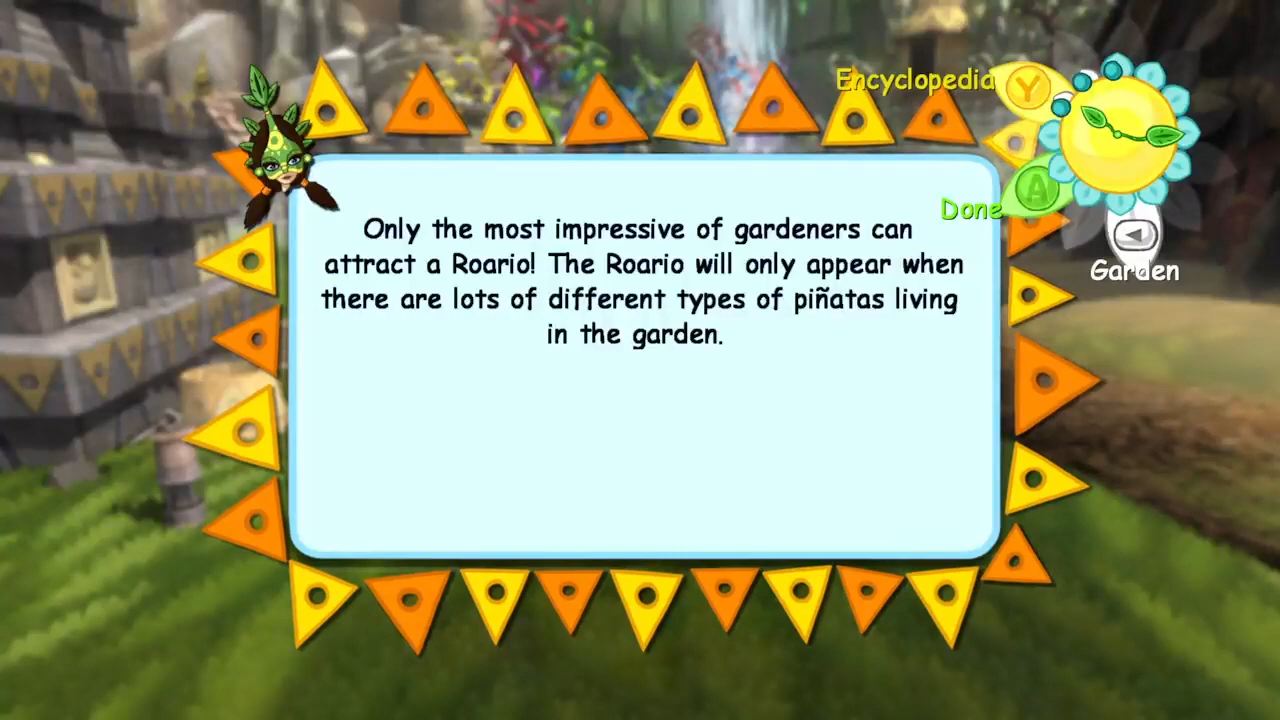 Encyclopedia
Y
A
Done
Garden
Only the most impressive of gardeners can
attract a Roario! The Roario will only appear when
there are lots of different types of piñatas living
in the garden.